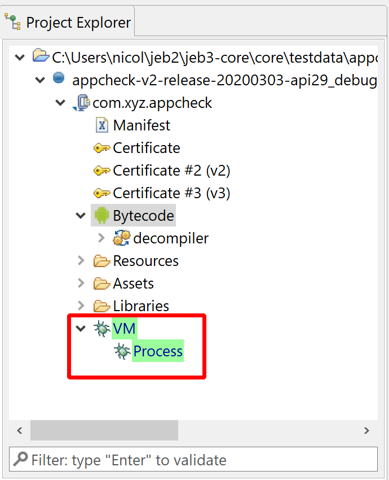 Project Explorer
C:\Users\nicol\jeb2\jeb3-core\core\testdata\appc
appcheck-v2-release-20200303-api29_debug
com.xyz.appcheck
Manifest
Certificate
Certificate #2 (v2)
Certificate #3 (v3)
Bytecode
decompiler
Resources
Assets
Libraries
VM
Process
Filter: type "Enter" to validate